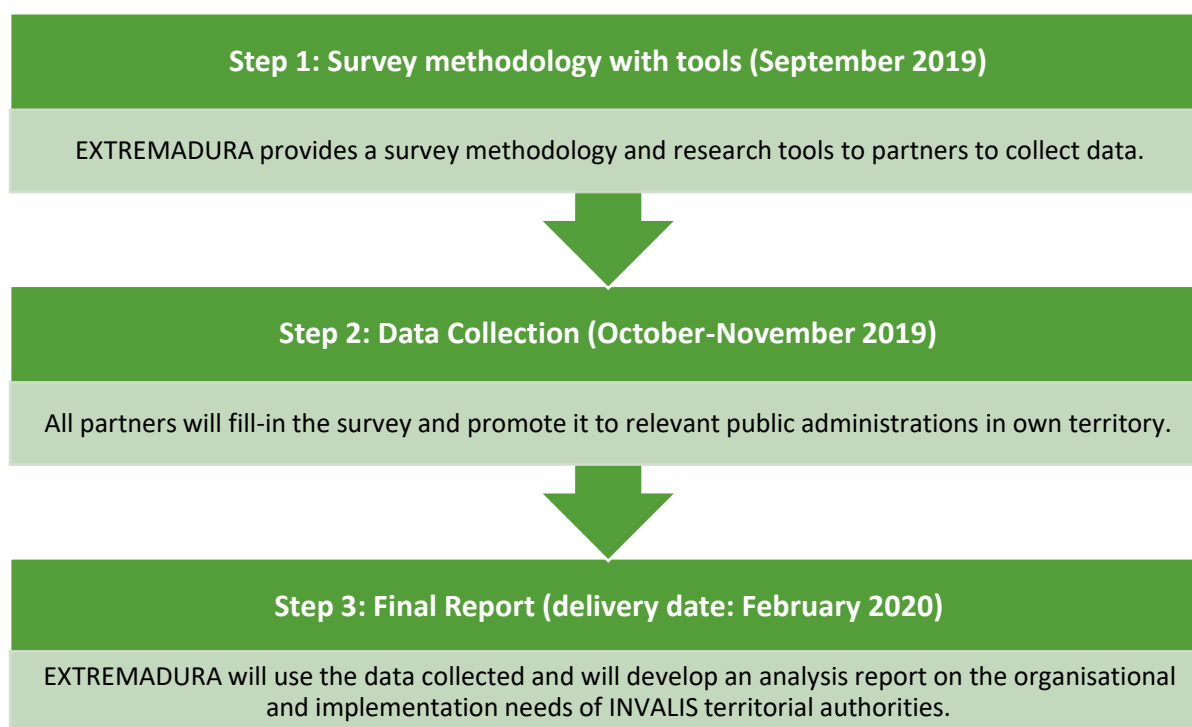 Step 1: Survey methodology with tools (September 2019)
EXTREMADURA provides a survey methodology and research tools to partners to collect data.
Step 2: Data Collection (October-November 2019)
All partners will fill-in the survey and promote it to relevant public administrations in own territory.
Step 3: Final Report (delivery date: February 2020)
EXTREMADURA will use the data collected and will develop an analysis report on the organisational
and implementation needs of INVALIS territorial authorities.